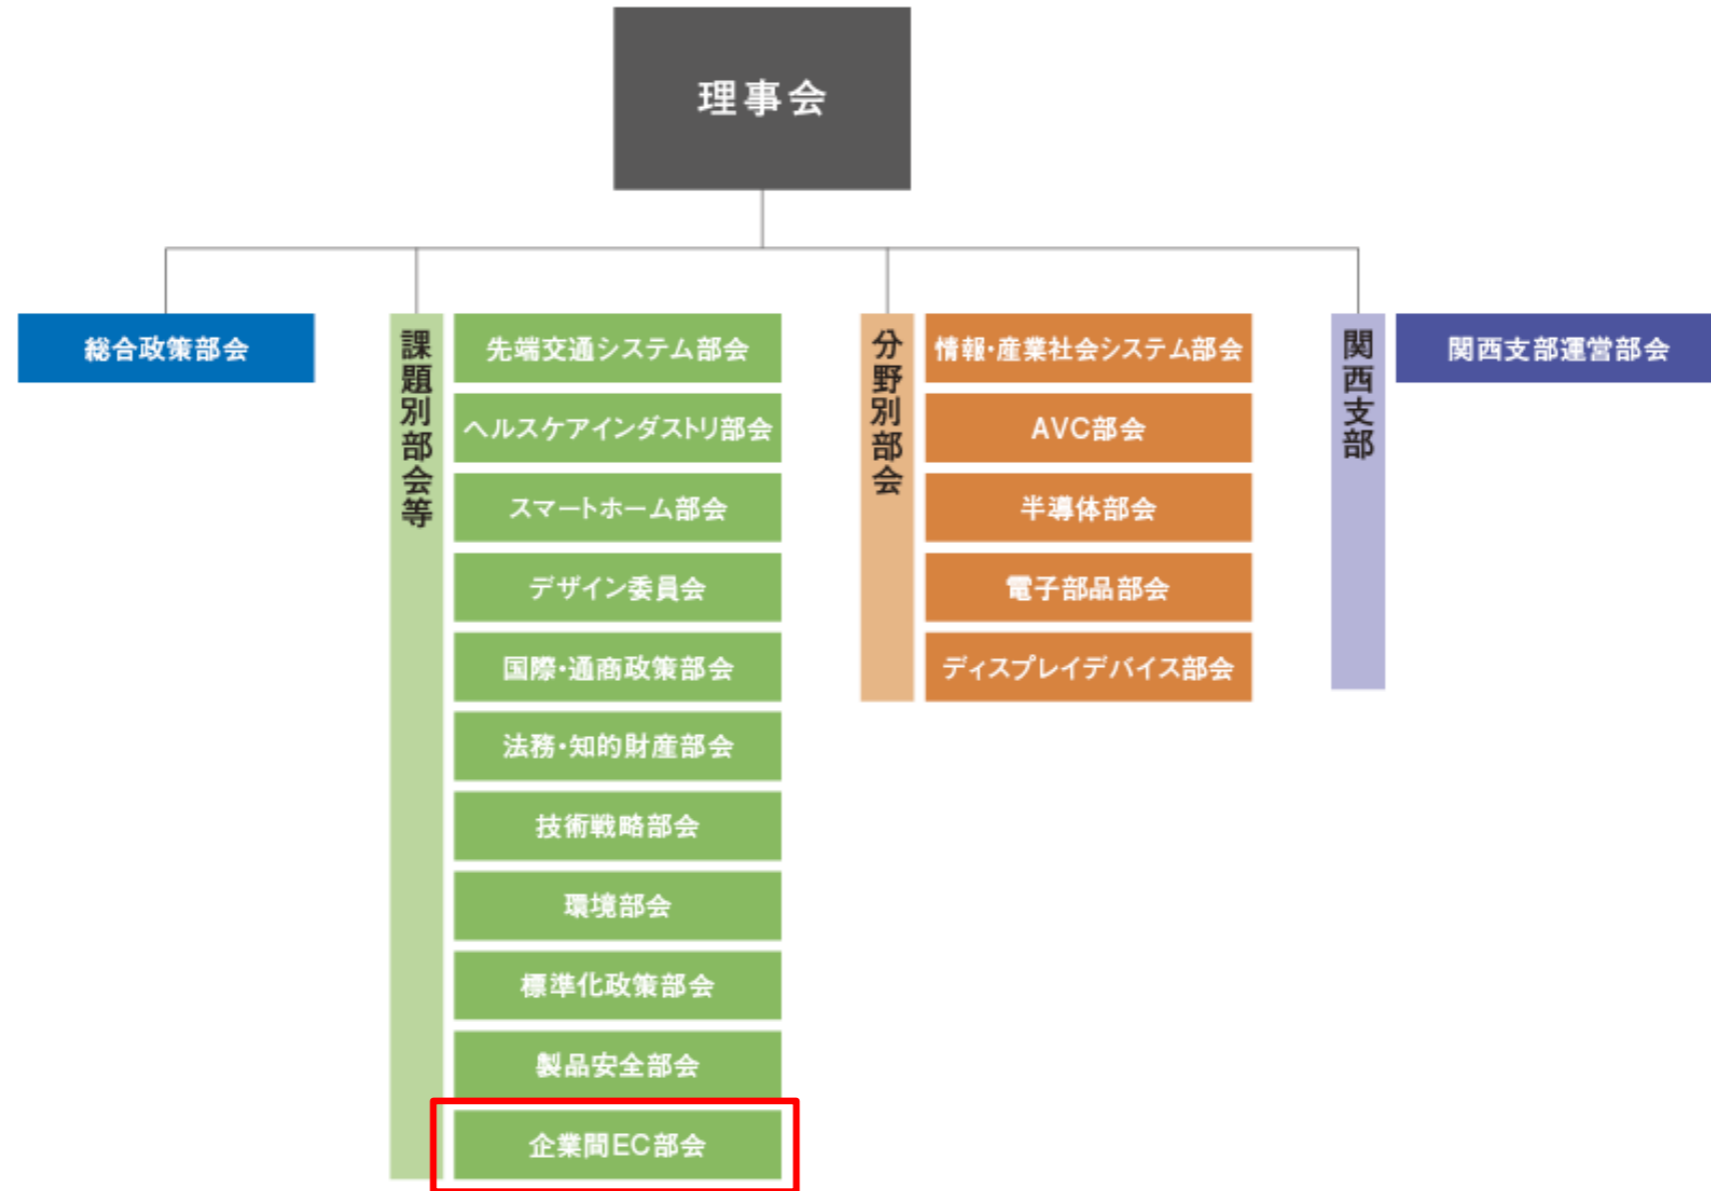 理事会
総合政策部会
課題別部会等
先端交通システム部会
ヘルスケアインダストリ部会
スマートホーム部会
デザイン委員会
国際・通商政策部会
法務・知的財産部会
技術戦略部会
環境部会
標準化政策部会
製品安全部会
企業間EC部会
分野別部会
情報・産業社会システム部会
AVC部会
半導体部会
電子部品部会
ディスプレイデバイス部会
関西支部
関西支部運営部会